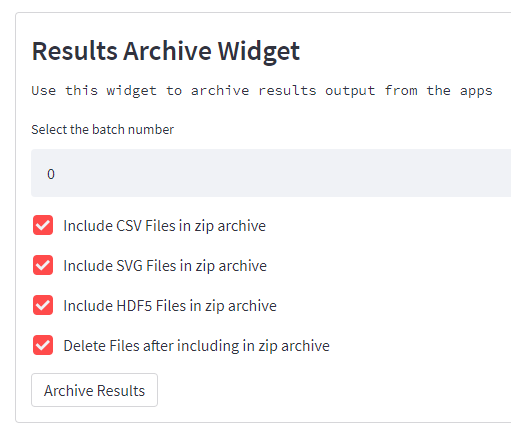 Results Archive Widget
Use this widget to archive results output from the apps
Select the batch number
0
Include CSV Files in zip archive
Include SVG Files in zip archive
Include HDF5 Files in zip archive
Delete Files after including in zip archive
Archive Results